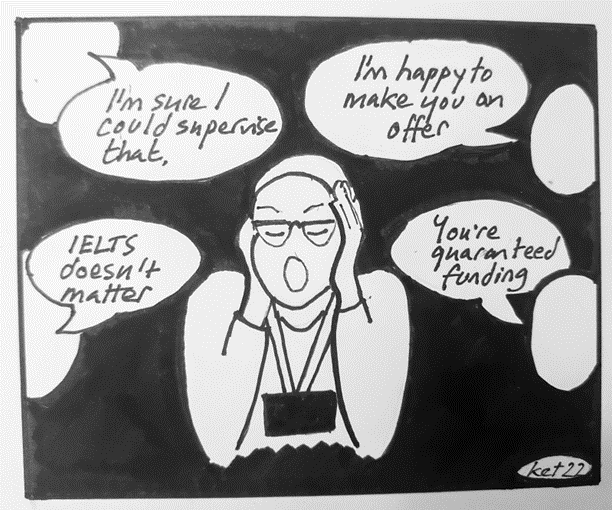 I'm sure I
could supervise
that.
I'm happy to
make you an
offer
IELTS
doesn't
matter
You're
guaranteed
funding
ket22